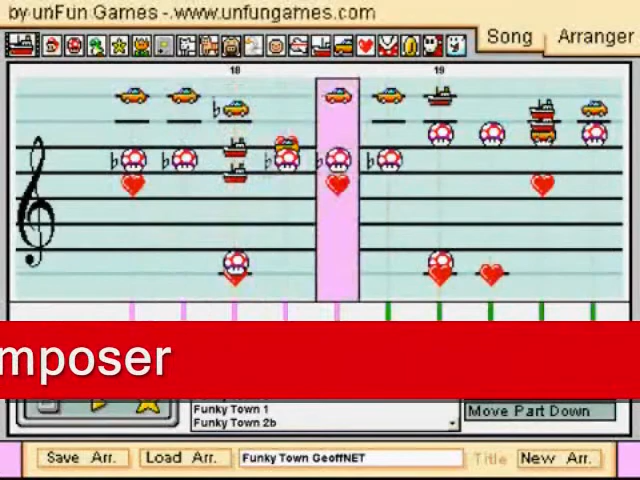 by unFun Games -. www.unfungames.com
Song
Arranger
18
19
mposer
Funky Town 1
Funky Town 2b
Move Part Down
Save Arr.
Load Arr.
Funky Town GeoffNET
Title
New Arr.